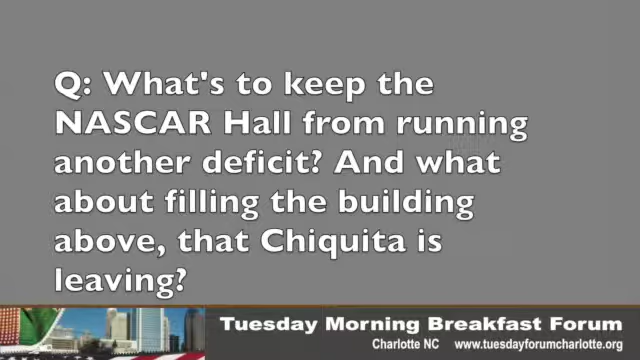 Q: What's to keep the
NASCAR Hall from running
another deficit? And what
about filling the building
above, that Chiquita is
leaving?
Tuesday Morning Breakfast Forum
Charlotte NC www.tuesdayforumcharlotte.org